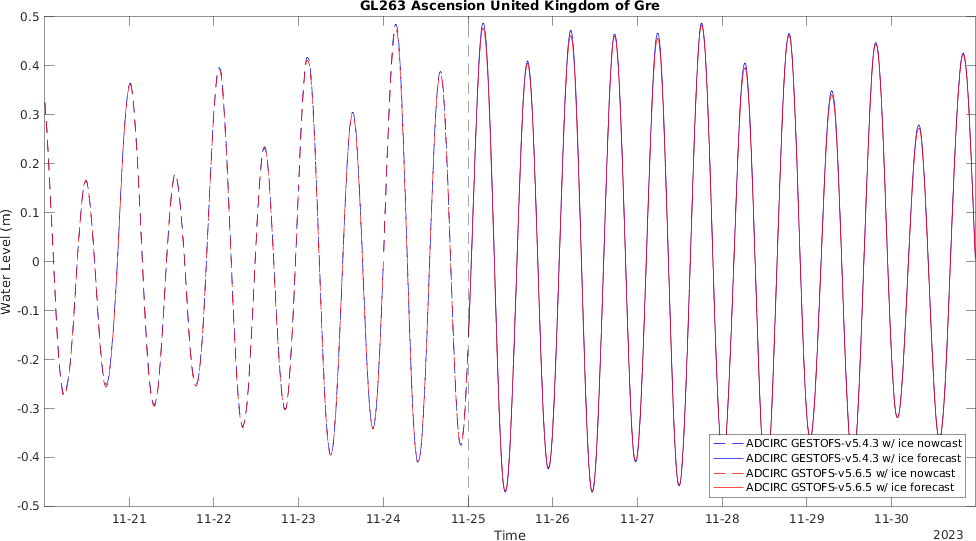 GL263 Ascension United Kingdom of Gre
0.5
0.4
0.3
0.2
0.1
0
-0.1
-0.2
-0.3
-0.4
-0.5
Water Level (m)
ADCIRC GESTOFS-v5.4.3 w/ ice nowcast
ADCIRC GESTOFS-v5.4.3 w/ ice forecast
ADCIRC GSTOFS-v5.6.5 w/ ice nowcast
ADCIRC GSTOFS-v5.6.5 w/ ice forecast
11-21 11-22 11-23 11-24 11-25 11-26 11-27 11-28 11-29 11-30
Time
2023